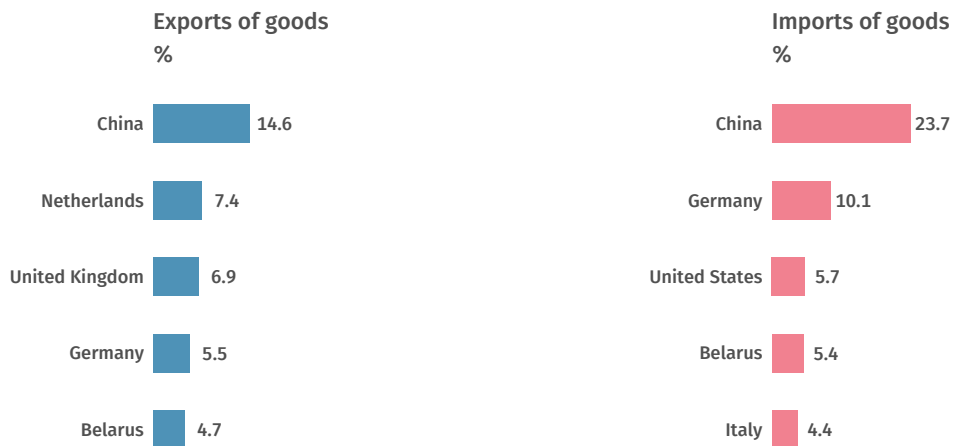 Exports of goods
%
China 14.6
Netherlands 7.4
United Kingdom 6.9
Germany 5.5
Belarus 4.7
Imports of goods
%
China 23.7
Germany 10.1
United States 5.7
Belarus 5.4
Italy 4.4